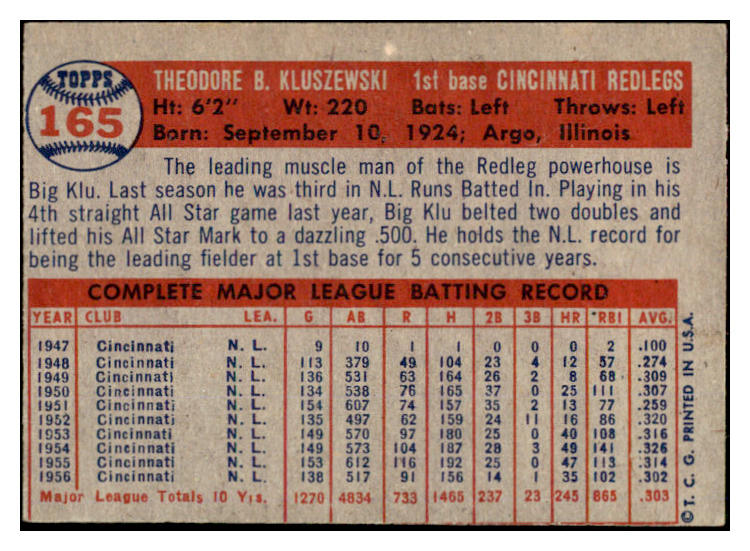 TOPPS
165
THEODORE B. KLUSZEWSKI 1st base CINCINNATI REDLEGS
Ht: 6'2" Wt: 220 Bats: Left Throws: Left
Born: September 10, 1924; Argo, Illinois
The leading muscle man of the Redleg powerhouse is
Big Klu. Last season he was third in N.L. Runs Batted In. Playing in his
4th straight All Star game last year, Big Klu belted two doubles and
lifted his All Star Mark to a dazzling .500. He holds the N.L. record for
being the leading fielder at 1st base for 5 consecutive years.
COMPLETE MAJOR LEAGUE BATTING RECORD
YEAR CLUB LEA. G AB R H 2B 3B HR RBI AVG.
1947 Cincinnati N. L. 9 10 1 1 0 0 0 2 .100
1948 Cincinnati N. L. 113 379 49 104 23 4 12 57 .274
1949 Cincinnati N. L. 136 531 63 164 26 2 8 68 .309
1950 Cincinnati N. L. 134 538 76 165 37 0 25 111 .307
1951 Cincinnati N. L. 154 607 74 157 35 2 13 77 .259
1952 Cincinnati N. L. 135 497 62 159 24 11 16 86 .320
1953 Cincinnati N. L. 149 570 97 180 25 0 40 108 .316
1954 Cincinnati N. L. 149 573 104 187 28 3 49 141 .326
1955 Cincinnati N. L. 153 612 116 192 25 0 47 113 .314
1956 Cincinnati N. L. 138 517 91 156 14 1 35 102 .302
Major League Totals 10 Yrs. 1270 4834 733 1465 237 23 245 865 .303
© T. C. G. PRINTED IN U.S.A.